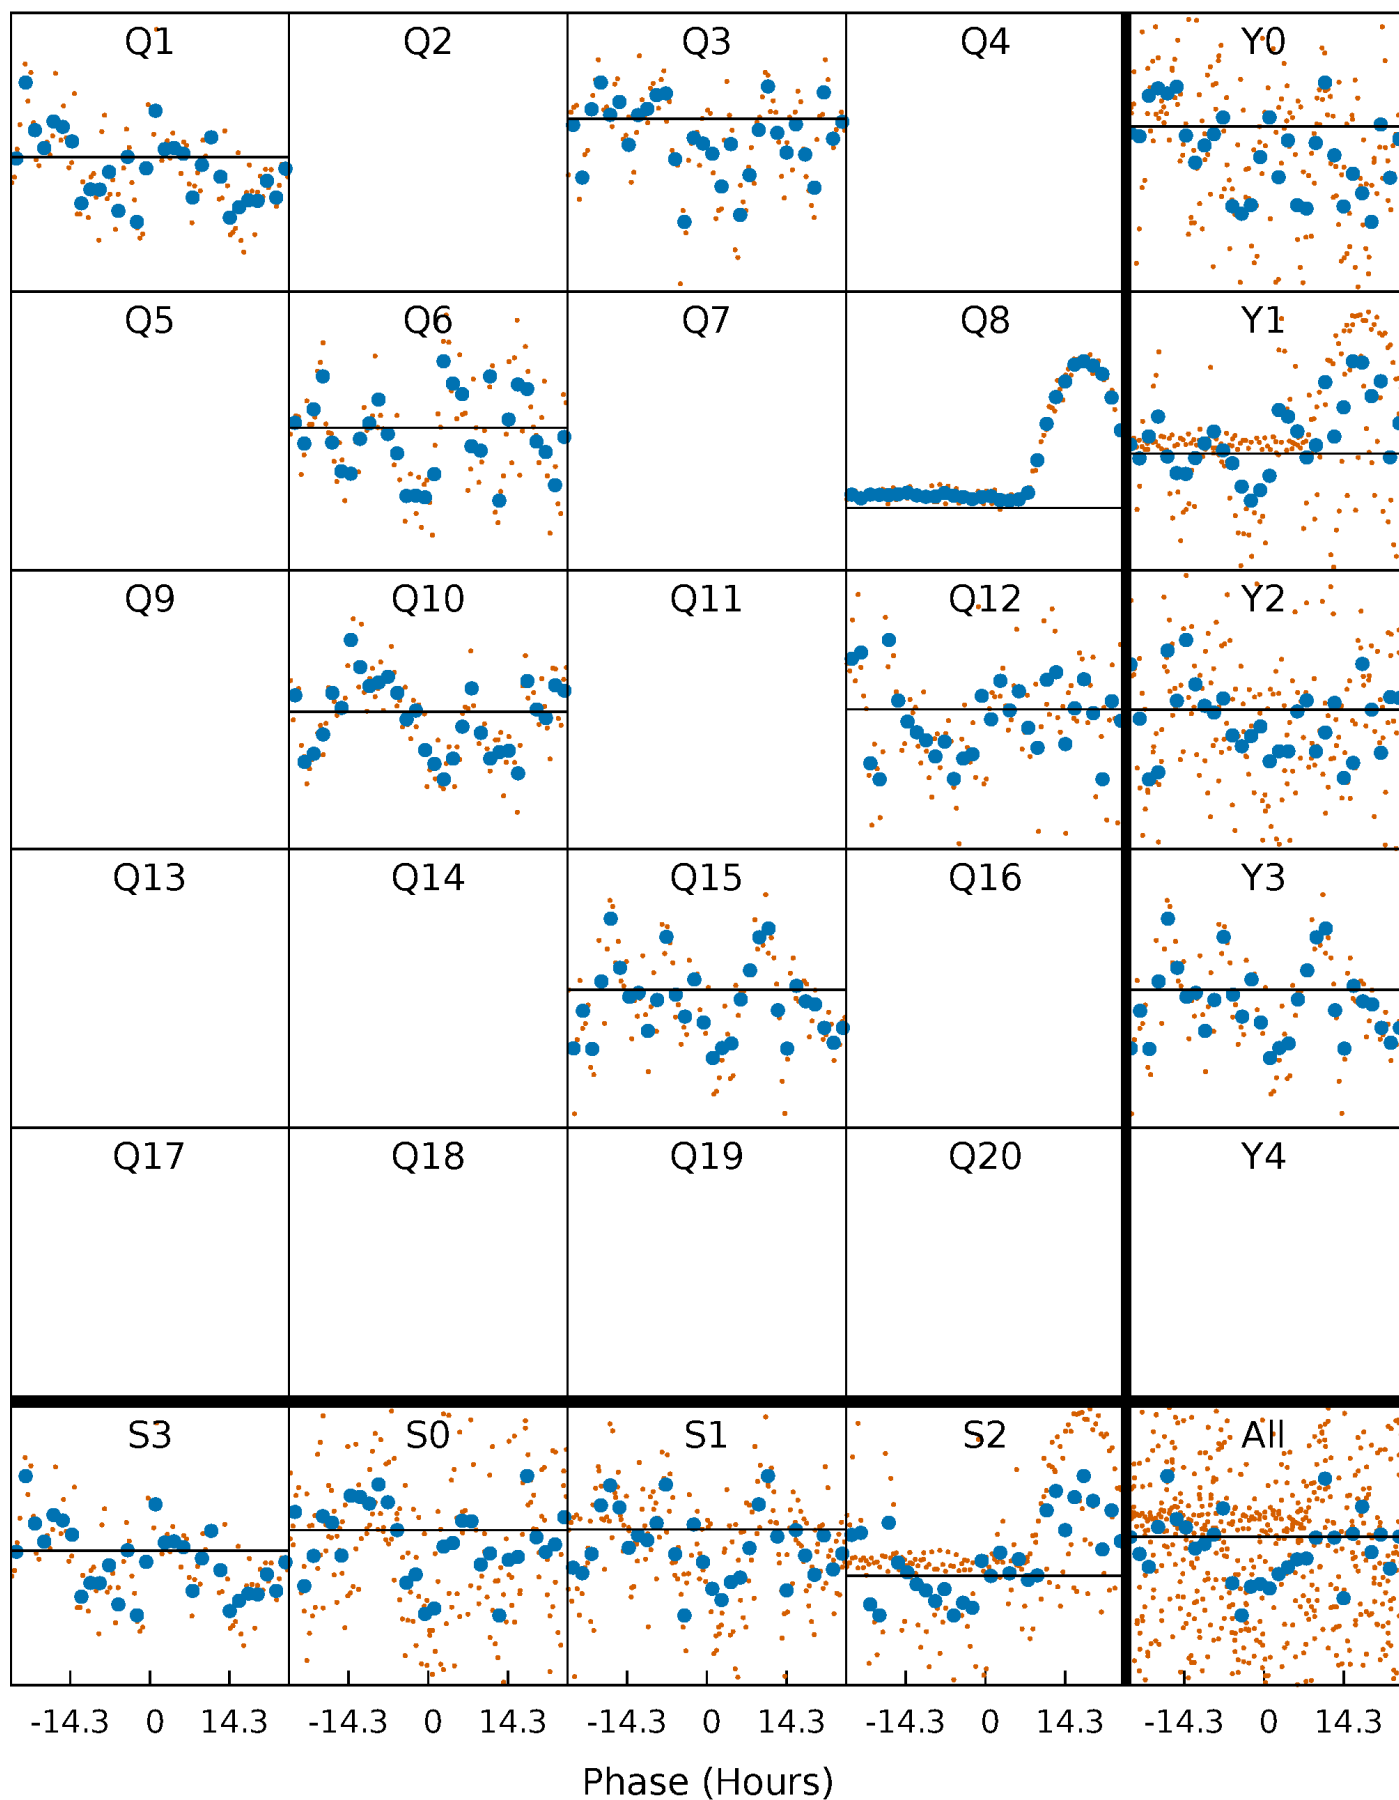 Q1 Q2 Q3 Q4 Y0
Q5 Q6 Q7 Q8 Y1
Q9 Q10 Q11 Q12 Y2
Q13 Q14 Q15 Q16 Y3
Q17 Q18 Q19 Q20 Y4
S3 S0 S1 S2 All
-14.3 0 14.3 -14.3 0 14.3 -14.3 0 14.3 -14.3 0 14.3 -14.3 0 14.3
Phase (Hours)